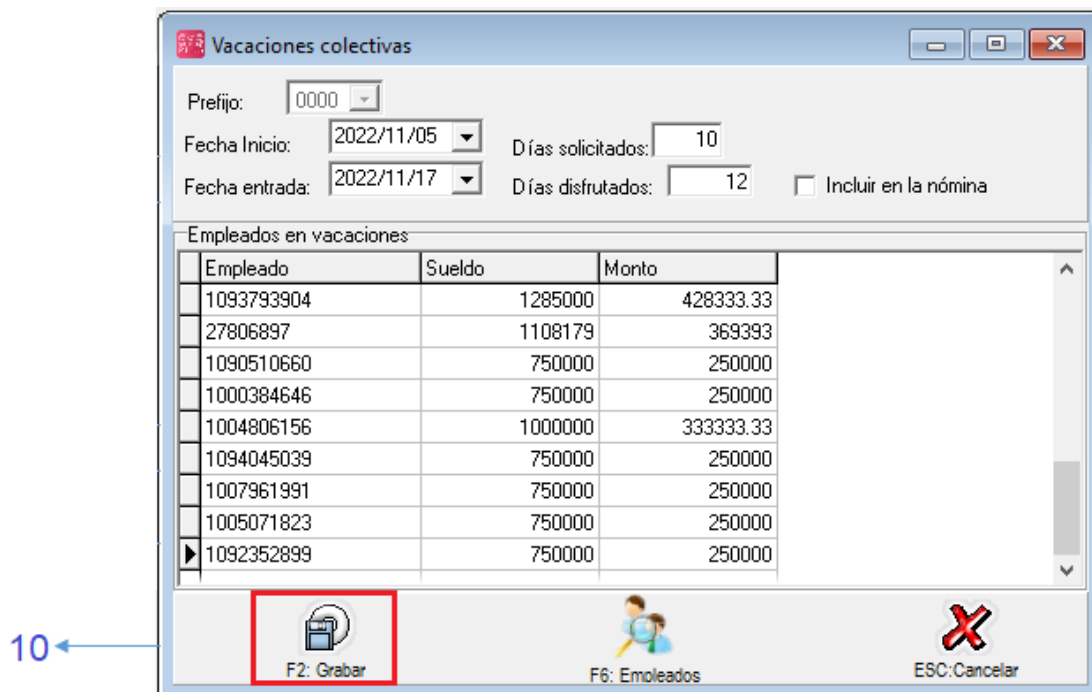 Vacaciones colectivas
Prefijo: 0000
Fecha Inicio: 2022/11/05 Días solicitados: 10
Fecha entrada: 2022/11/17 Días disfrutados: 12 Incluir en la nómina
Empleados en vacaciones
Empleado Sueldo Monto
1093793904 1285000 428333.33
27806897 1108179 369393
1090510660 750000 250000
1000384646 750000 250000
1004806156 1000000 333333.33
1094045039 750000 250000
1007961991 750000 250000
1005071823 750000 250000
1092352899 750000 250000
10 F2: Grabar F6: Empleados ESC:Cancelar